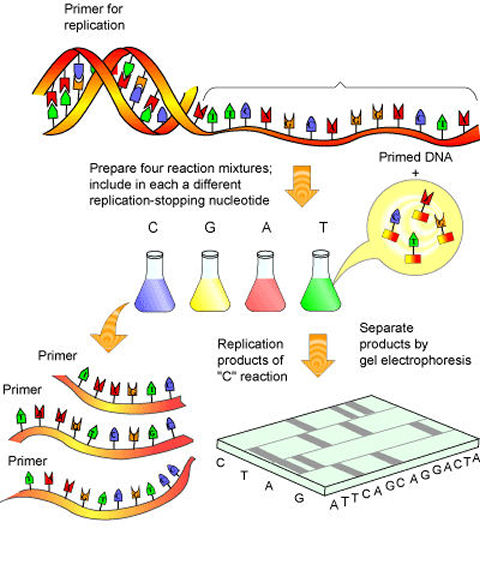 Primer for
replication
Primed DNA
+
Prepare four reaction mixtures;
include in each a different
replication-stopping nucleotide
C G A T
Replication
products of
"C" reaction
Separate
products by
gel electrophoresis
Primer
Primer
Primer
C
T
A
G
ATTCAGCAGGACTA